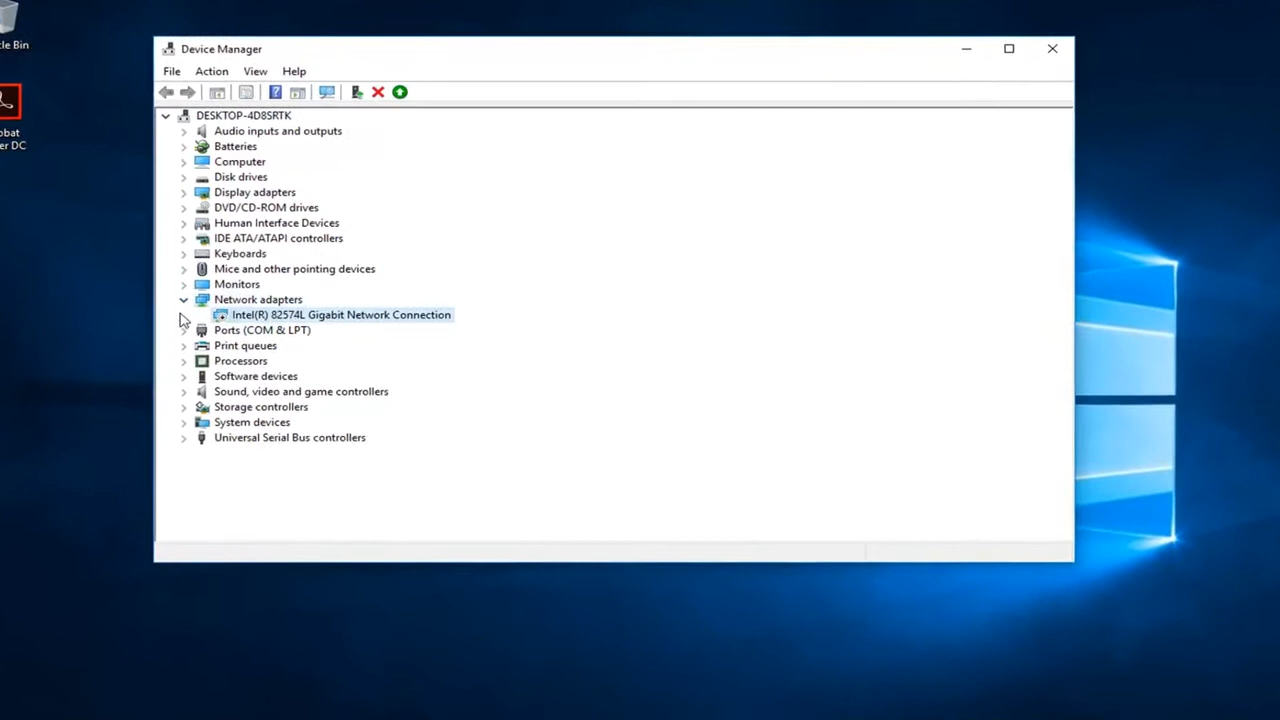 cle Bin
obat
er DC
Device Manager
File Action View Help
DESKTOP-4D8SRTK
Audio inputs and outputs
Batteries
Computer
Disk drives
Display adapters
DVD/CD-ROM drives
Human Interface Devices
IDE ATA/ATAPI controllers
Keyboards
Mice and other pointing devices
Monitors
Network adapters
Intel(R) 82574L Gigabit Network Connection
Ports (COM & LPT)
Print queues
Processors
Software devices
Sound, video and game controllers
Storage controllers
System devices
Universal Serial Bus controllers